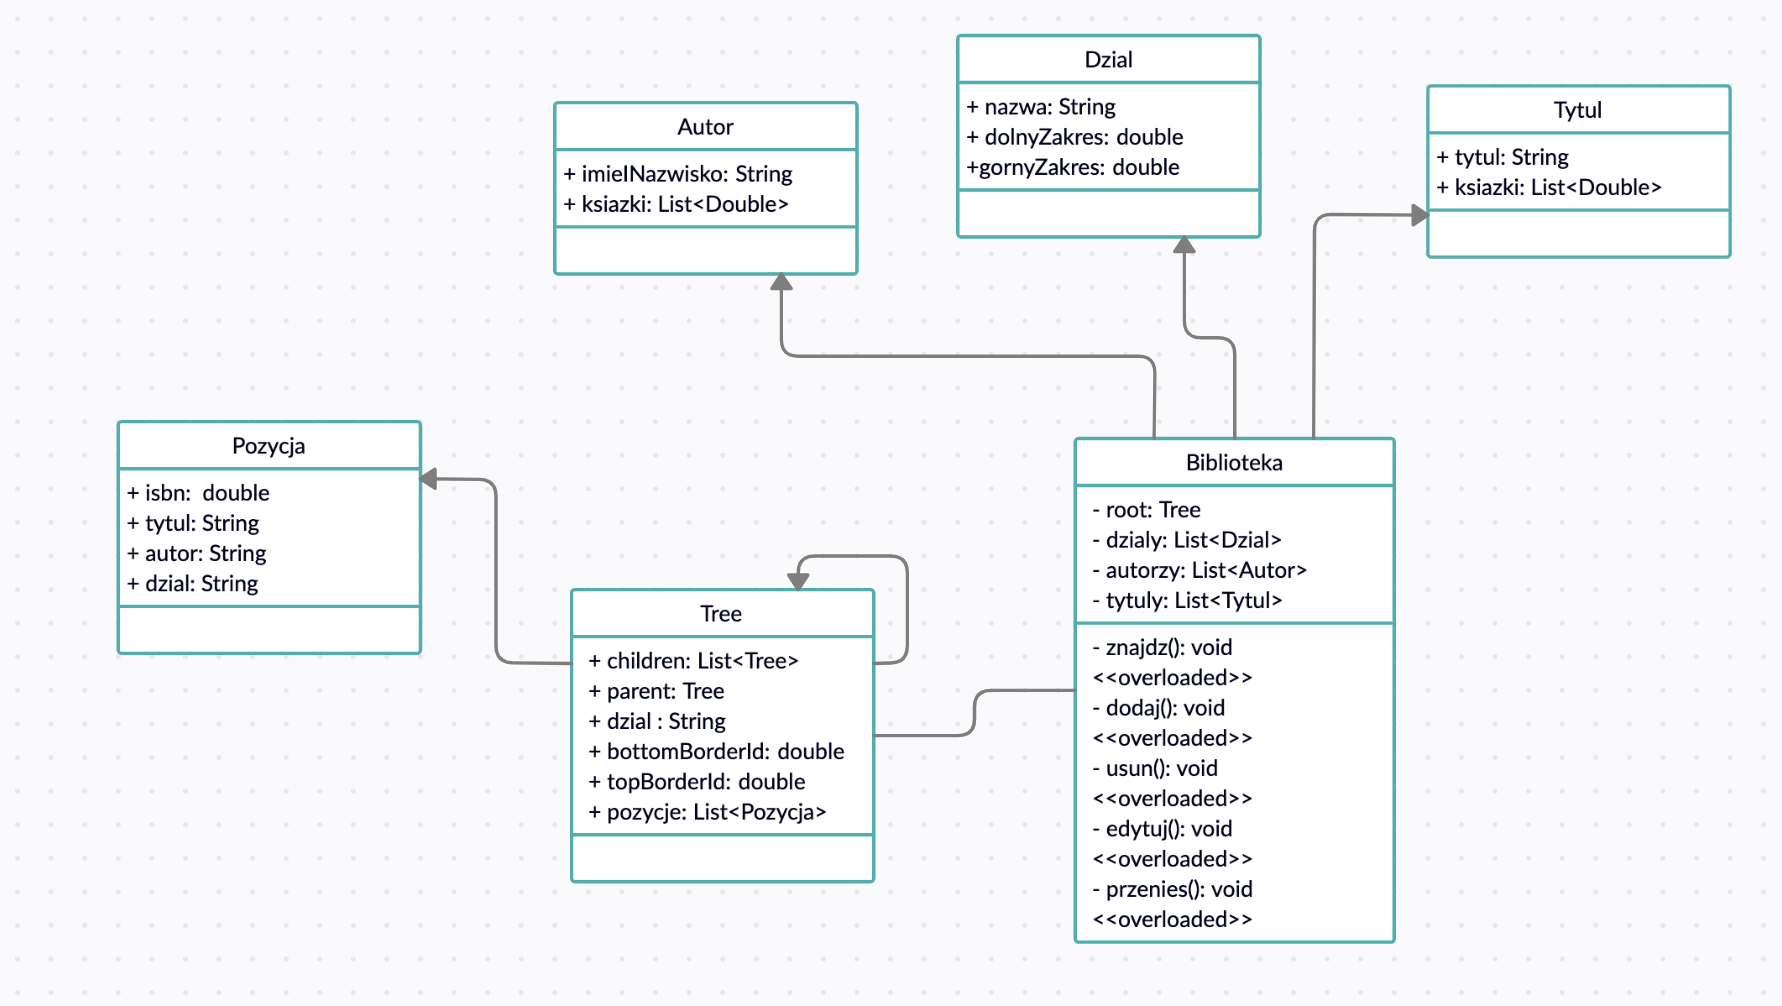 Autor
+ imieINazwisko: String
+ ksiazki: List<Double>
Dzial
+ nazwa: String
+ dolnyZakres: double
+gornyZakres: double
Tytul
+ tytul: String
+ ksiazki: List<Double>
Pozycja
+ isbn:  double
+ tytul: String
+ autor: String
+ dzial: String
Tree
+ children: List<Tree>
+ parent: Tree
+ dzial : String
+ bottomBorderId: double
+ topBorderId: double
+ pozycje: List<Pozycja>
Biblioteka
- root: Tree
- dzialy: List<Dzial>
- autorzy: List<Autor>
- tytuly: List<Tytul>
- znajdz(): void
<<overloaded>>
- dodaj(): void
<<overloaded>>
- usun(): void
<<overloaded>>
- edytuj(): void
<<overloaded>>
- przenies(): void
<<overloaded>>